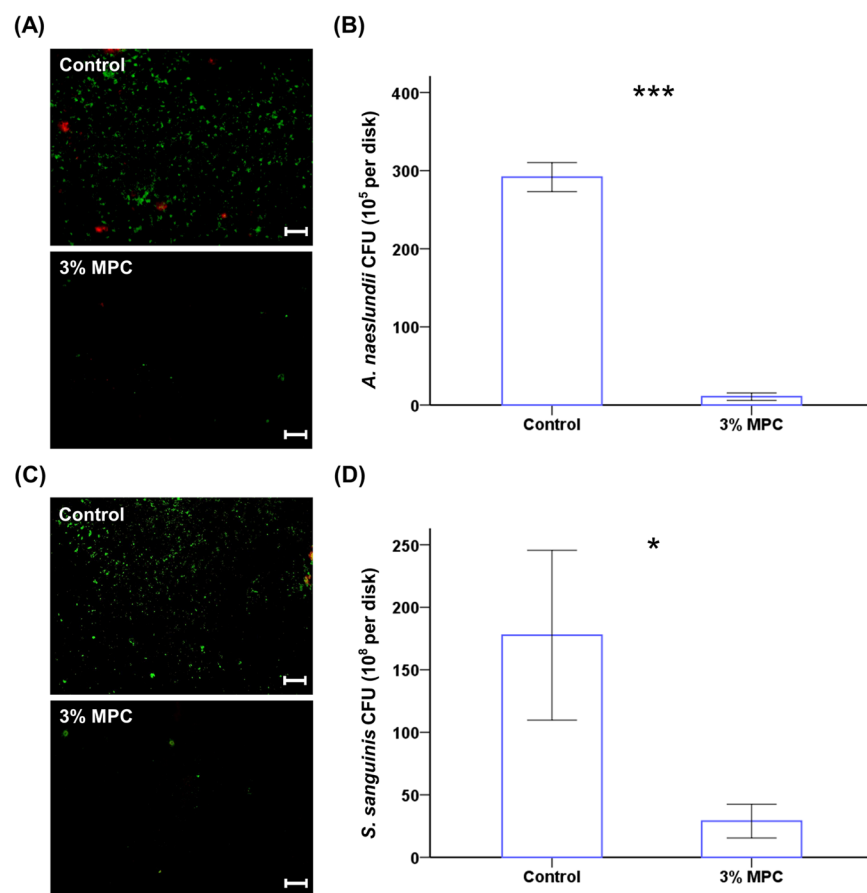 (A)
Control
3% MPC
(B)
A. naeslundii CFU (10⁵ per disk)
400
300
200
100
0
***
Control
3% MPC
(C)
Control
3% MPC
(D)
S. sanguinis CFU (10⁸ per disk)
250
200
150
100
50
0
*
Control
3% MPC